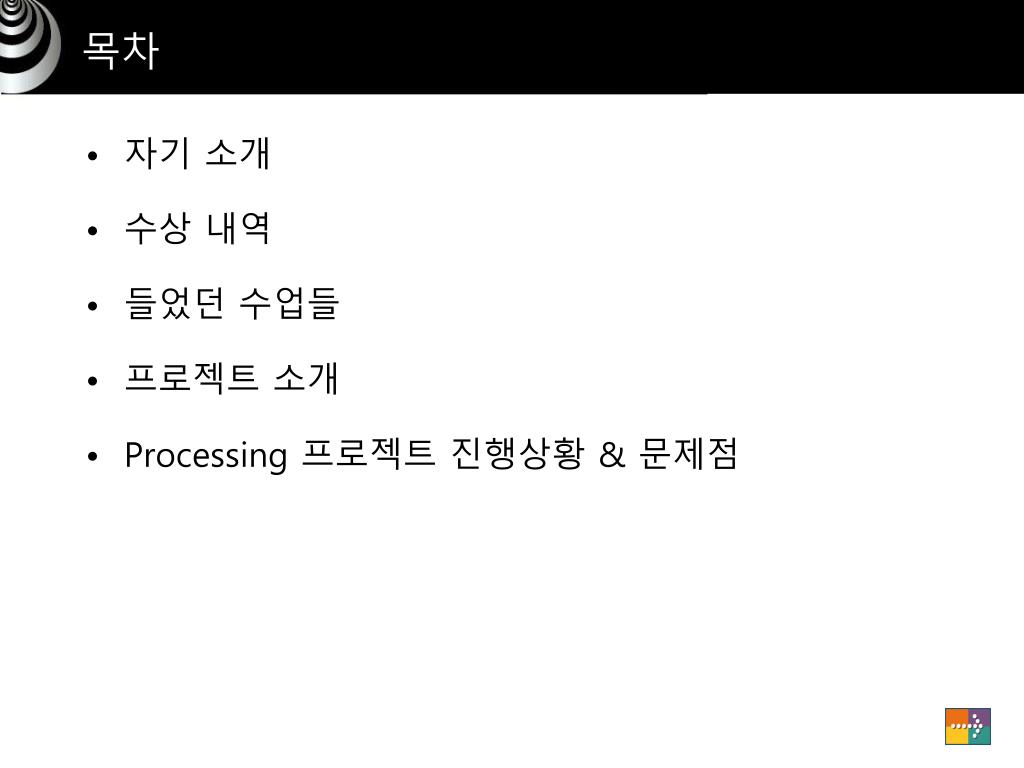 목차
• 자기 소개
• 수상 내역
• 들었던 수업들
• 프로젝트 소개
• Processing 프로젝트 진행상황 & 문제점